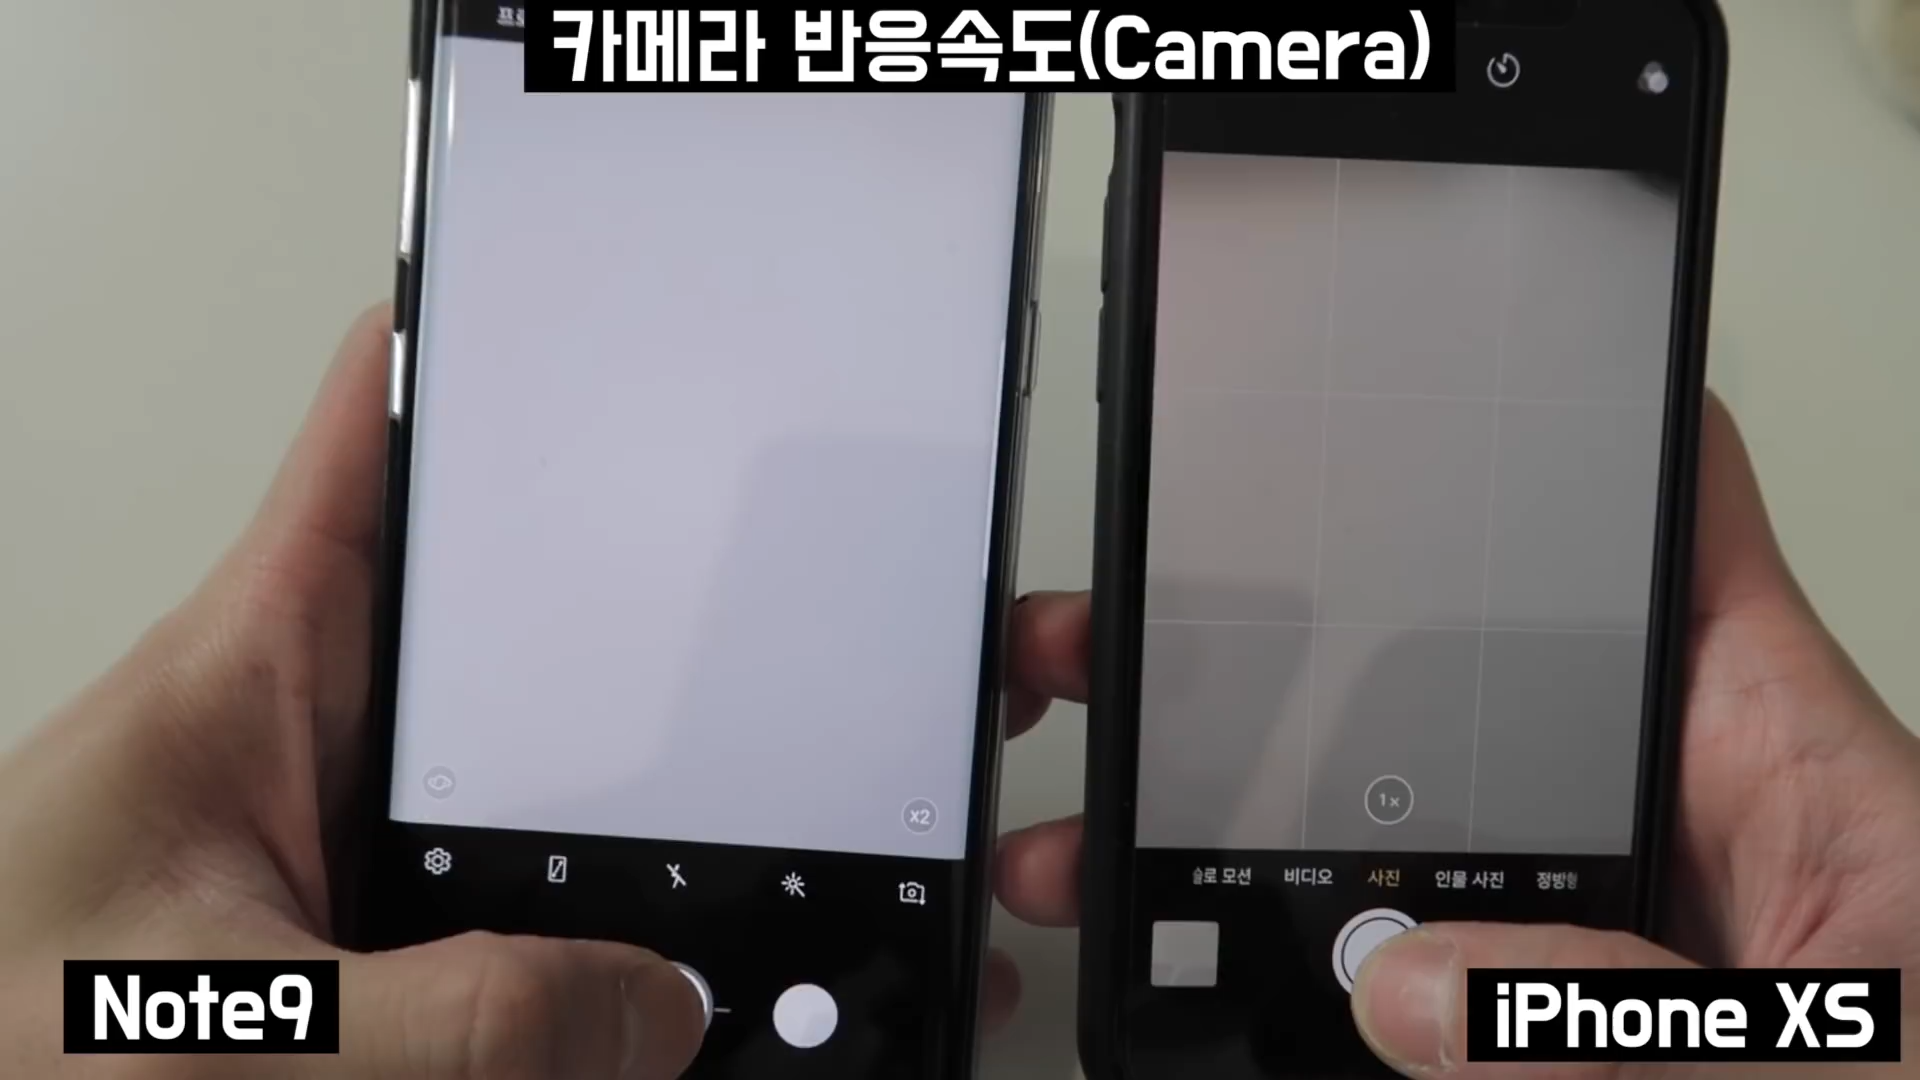 카메라 반응속도(Camera)
x2
1×
슬로 모션 비디오 사진 인물 사진 정방형
Note9
iPhone XS